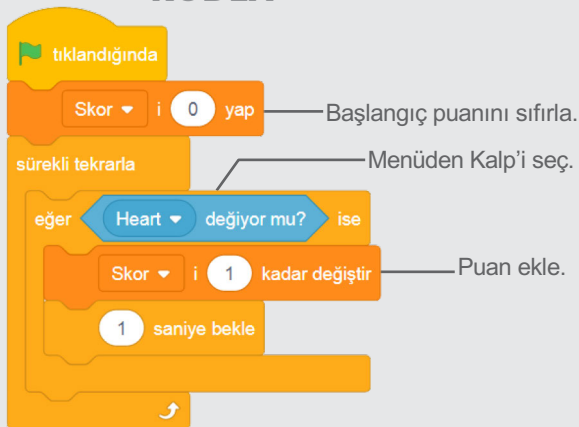 tıklandığında
Skor i 0 yap
Başlangıç puanını sıfırla.
sürekli tekrarla
Menüden Kalp'i seç.
eğer Heart değiyor mu? ise
Skor i 1 kadar değiştir
Puan ekle.
1 saniye bekle